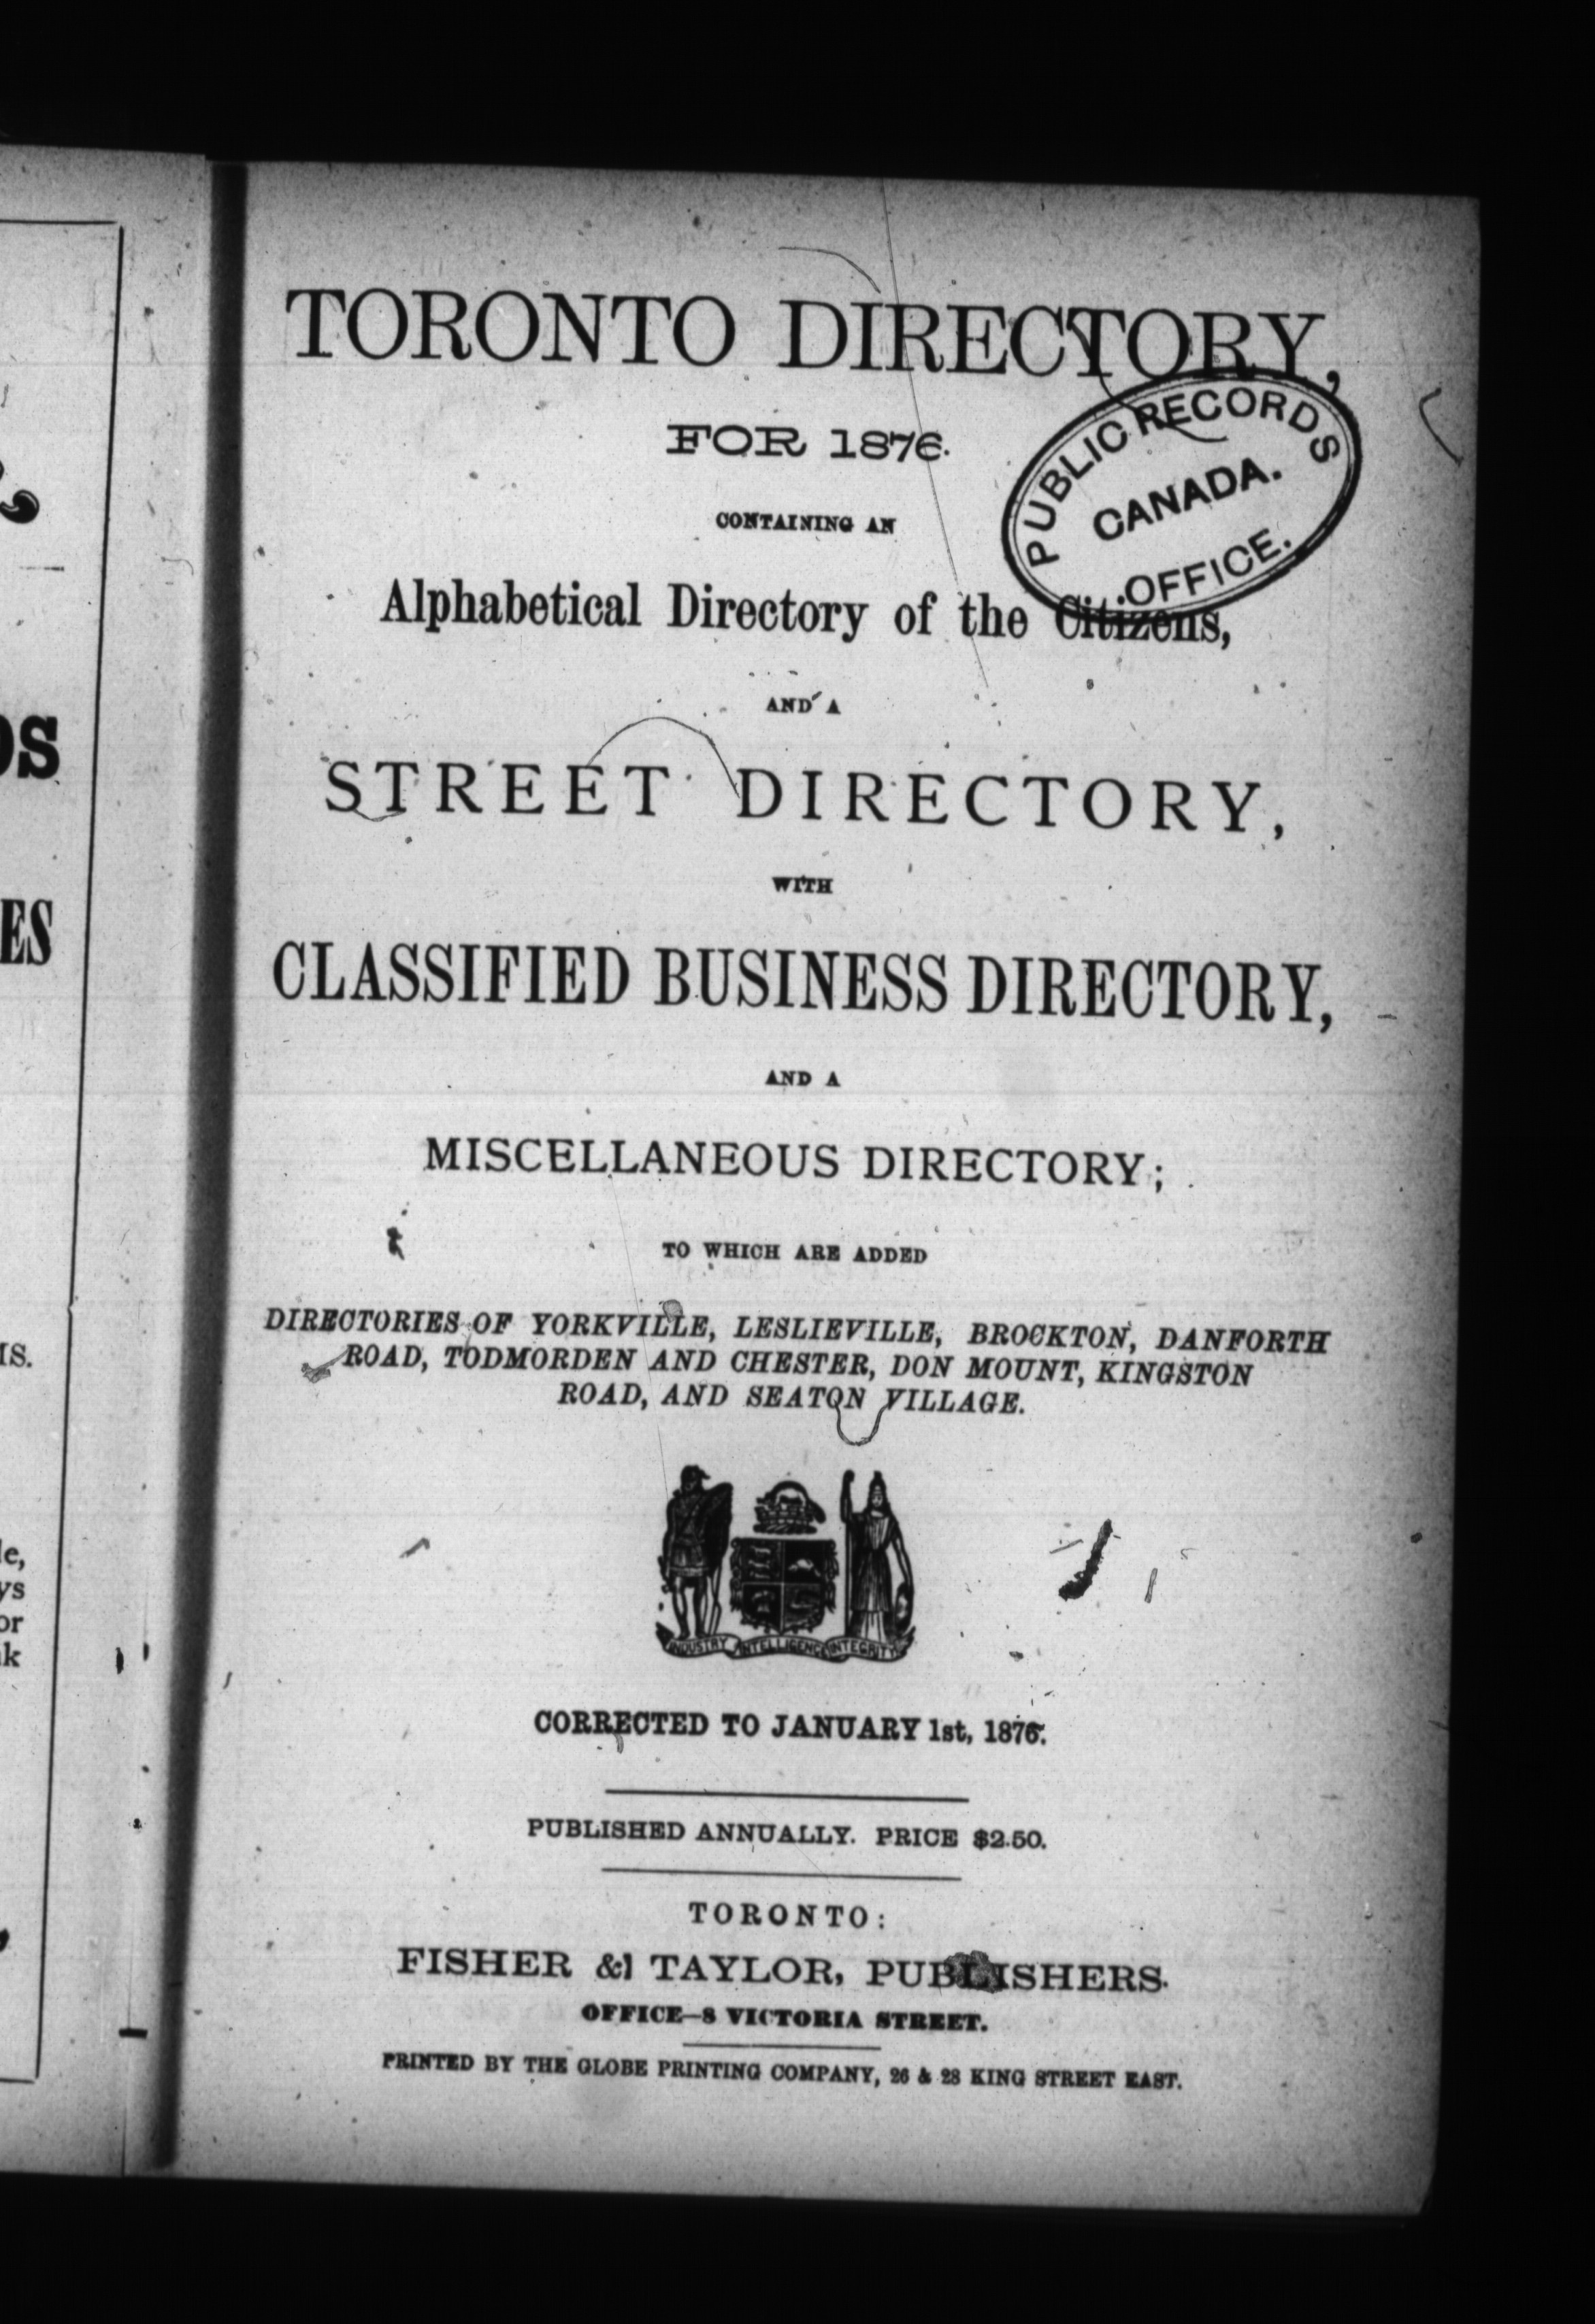 TORONTO DIRECTORY,
FOR 1876.
PUBLIC RECORDS
CANADA.
OFFICE.
CONTAINING AN
Alphabetical Directory of the Citizens,
AND A
STREET DIRECTORY,
WITH
CLASSIFIED BUSINESS DIRECTORY,
AND A
MISCELLANEOUS DIRECTORY;
TO WHICH ARE ADDED
DIRECTORIES OF YORKVILLE, LESLIEVILLE, BROCKTON, DANFORTH
ROAD, TODMORDEN AND CHESTER, DON MOUNT, KINGSTON
ROAD, AND SEATON VILLAGE.
INDUSTRY INTELLIGENCE INTEGRITY
CORRECTED TO JANUARY 1st, 1876.
PUBLISHED ANNUALLY. PRICE $2.50.
TORONTO:
FISHER & TAYLOR, PUBLISHERS.
OFFICE—8 VICTORIA STREET.
PRINTED BY THE GLOBE PRINTING COMPANY, 26 & 28 KING STREET EAST.